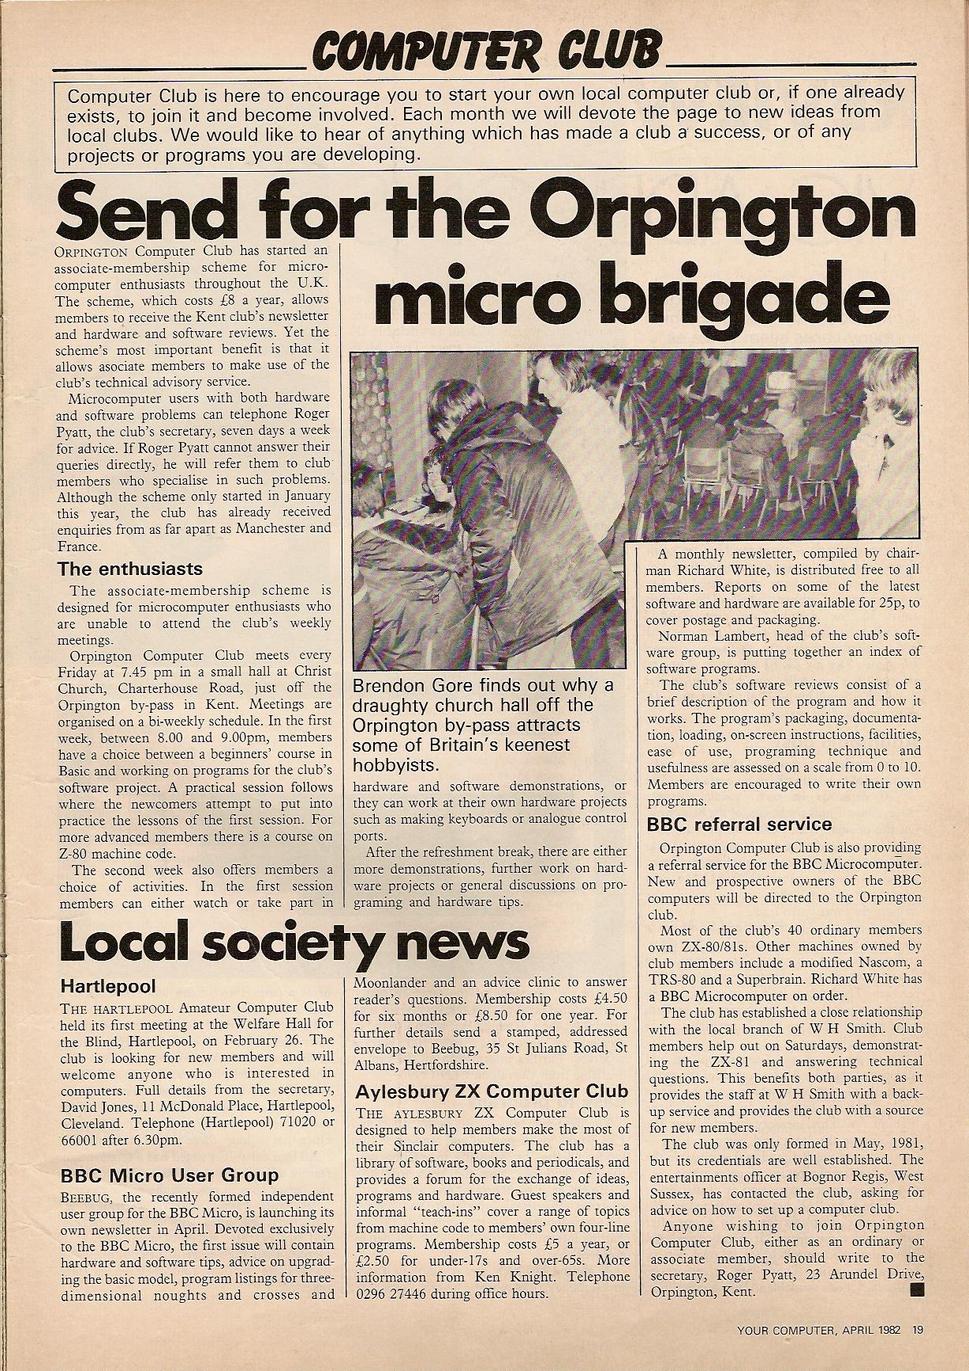 COMPUTER CLUB
Computer Club is here to encourage you to start your own local computer club or, if one already
exists, to join it and become involved. Each month we will devote the page to new ideas from
local clubs. We would like to hear of anything which has made a club a success, or of any
projects or programs you are developing.
Send for the Orpington
micro brigade
ORPINGTON Computer Club has started an
associate-membership scheme for micro-
computer enthusiasts throughout the U.K.
The scheme, which costs £8 a year, allows
members to receive the Kent club's newsletter
and hardware and software reviews. Yet the
scheme's most important benefit is that it
allows asociate members to make use of the
club's technical advisory service.
Microcomputer users with both hardware
and software problems can telephone Roger
Pyatt, the club's secretary, seven days a week
for advice. If Roger Pyatt cannot answer their
queries directly, he will refer them to club
members who specialise in such problems.
Although the scheme only started in January
this year, the club has already received
enquiries from as far apart as Manchester and
France.
The enthusiasts
The associate-membership scheme is
designed for microcomputer enthusiasts who
are unable to attend the club's weekly
meetings.
Orpington Computer Club meets every
Friday at 7.45 pm in a small hall at Christ
Church, Charterhouse Road, just off the
Orpington by-pass in Kent. Meetings are
organised on a bi-weekly schedule. In the first
week, between 8.00 and 9.00pm, members
have a choice between a beginners' course in
Basic and working on programs for the club's
software project. A practical session follows
where the newcomers attempt to put into
practice the lessons of the first session. For
more advanced members there is a course on
Z-80 machine code.
The second week also offers members a
choice of activities. In the first session
members can either watch or take part in
Brendon Gore finds out why a
draughty church hall off the
Orpington by-pass attracts
some of Britain's keenest
hobbyists.
hardware and software demonstrations, or
they can work at their own hardware projects
such as making keyboards or analogue control
ports.
After the refreshment break, there are either
more demonstrations, further work on hard-
ware projects or general discussions on pro-
graming and hardware tips.
A monthly newsletter, compiled by chair-
man Richard White, is distributed free to all
members. Reports on some of the latest
software and hardware are available for 25p, to
cover postage and packaging.
Norman Lambert, head of the club's soft-
ware group, is putting together an index of
software programs.
The club's software reviews consist of a
brief description of the program and how it
works. The program's packaging, documenta-
tion, loading, on-screen instructions, facilities,
ease of use, programing technique and
usefulness are assessed on a scale from 0 to 10.
Members are encouraged to write their own
programs.
BBC referral service
Orpington Computer Club is also providing
a referral service for the BBC Microcomputer.
New and prospective owners of the BBC
computers will be directed to the Orpington
club.
Most of the club's 40 ordinary members
own ZX-80/81s. Other machines owned by
club members include a modified Nascom, a
TRS-80 and a Superbrain. Richard White has
a BBC Microcomputer on order.
The club has established a close relationship
with the local branch of W H Smith. Club
members help out on Saturdays, demonstrat-
ing the ZX-81 and answering technical
questions. This benefits both parties, as it
provides the staff at W H Smith with a back-
up service and provides the club with a source
for new members.
The club was only formed in May, 1981,
but its credentials are well established. The
entertainments officer at Bognor Regis, West
Sussex, has contacted the club, asking for
advice on how to set up a computer club.
Anyone wishing to join Orpington
Computer Club, either as an ordinary or
associate member, should write to the
secretary, Roger Pyatt, 23 Arundel Drive,
Orpington, Kent.
Local society news
Hartlepool
THE HARTLEPOOL Amateur Computer Club
held its first meeting at the Welfare Hall for
the Blind, Hartlepool, on February 26. The
club is looking for new members and will
welcome anyone who is interested in
computers. Full details from the secretary,
David Jones, 11 McDonald Place, Hartlepool,
Cleveland. Telephone (Hartlepool) 71020 or
66001 after 6.30pm.
BBC Micro User Group
BEEBUG, the recently formed independent
user group for the BBC Micro, is launching its
own newsletter in April. Devoted exclusively
to the BBC Micro, the first issue will contain
hardware and software tips, advice on upgrad-
ing the basic model, program listings for three-
dimensional noughts and crosses and
Moonlander and an advice clinic to answer
reader's questions. Membership costs £4.50
for six months or £8.50 for one year. For
further details send a stamped, addressed
envelope to Beebug, 35 St Julians Road, St
Albans, Hertfordshire.
Aylesbury ZX Computer Club
THE AYLESBURY ZX Computer Club is
designed to help members make the most of
their Sinclair computers. The club has a
library of software, books and periodicals, and
provides a forum for the exchange of ideas,
programs and hardware. Guest speakers and
informal "teach-ins" cover a range of topics
from machine code to members' own four-line
programs. Membership costs £5 a year, or
£2.50 for under-17s and over-65s. More
information from Ken Knight. Telephone
0296 27446 during office hours.
YOUR COMPUTER, APRIL 1982 19